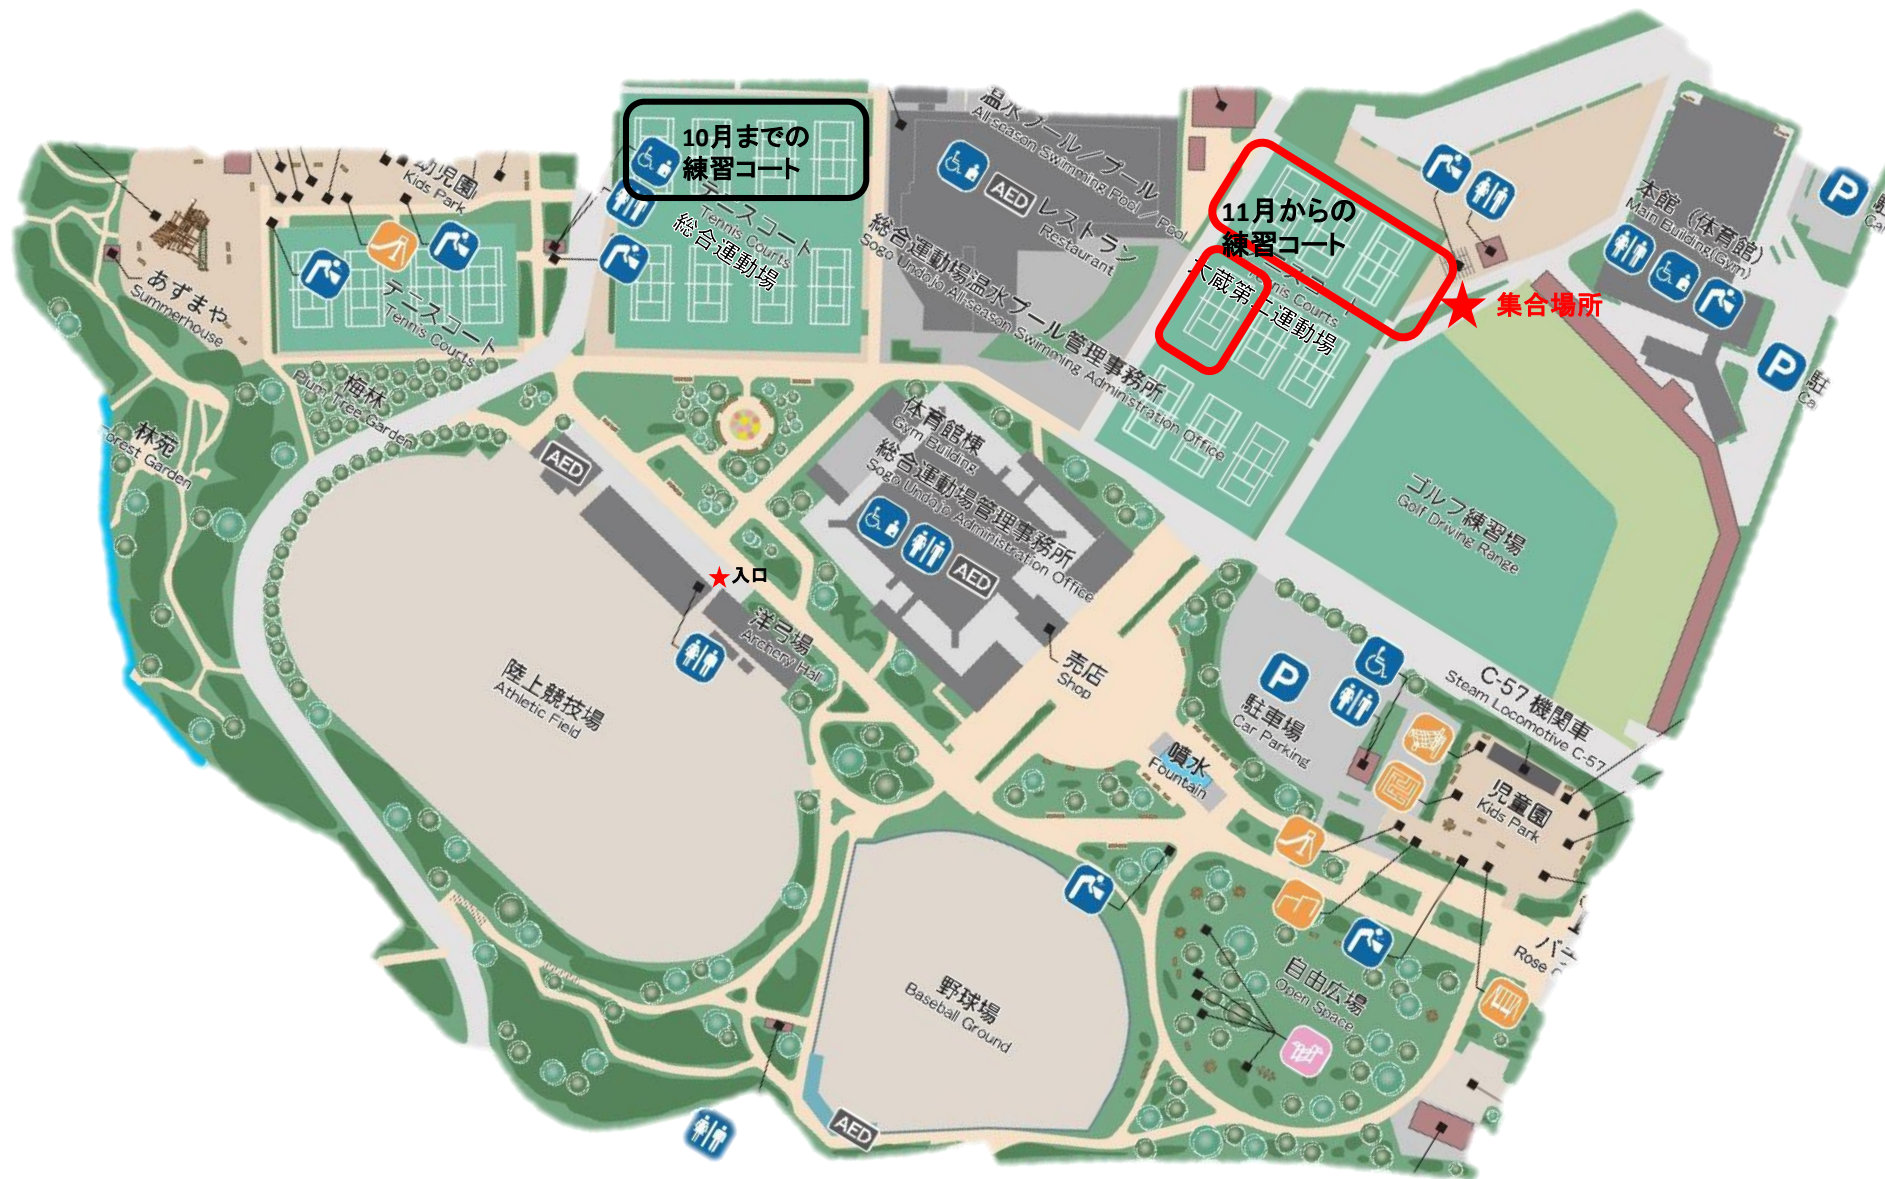 10月までの
練習コート
幼児園
Kids Park
テニスコート
Tennis Courts
総合運動場
あずまや
Summerhouse
テニスコート
Tennis Courts
梅林
Plum Tree Garden
林苑
Forest Garden
温水プール/プール
All-season Swimming Pool / Pool
AED
レストラン
Restaurant
総合運動場温水プール管理事務所
Sogo Undojo All-season Swimming Administration Office
11月からの
練習コート
大蔵第二運動場
Tennis Courts
集合場所
本館(体育館)
Main Building(Gym)
P
P
駐
Ca
体育館棟
Gym Building
総合運動場管理事務所
Sogo Undojo Administration Office
AED
AED
入口
洋弓場
Archery Hall
陸上競技場
Athletic Field
売店
Shop
噴水
Fountain
ゴルフ練習場
Golf Driving Range
P
駐車場
Car Parking
C-57 機関車
Steam Locomotive C-57
児童園
Kids Park
野球場
Baseball Ground
自由広場
Open Space
Rose
AED